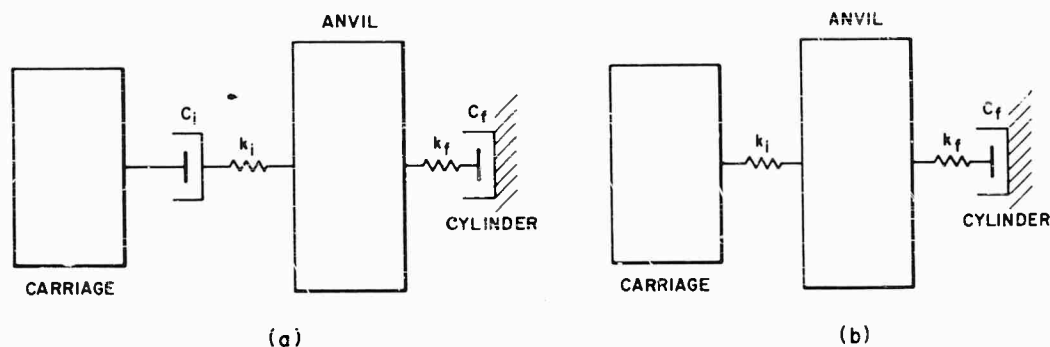 ANVIL
C_i
k_i
C_f
k_f
CYLINDER
CARRIAGE
(a)
ANVIL
k_i
C_f
k_f
CYLINDER
CARRIAGE
(b)